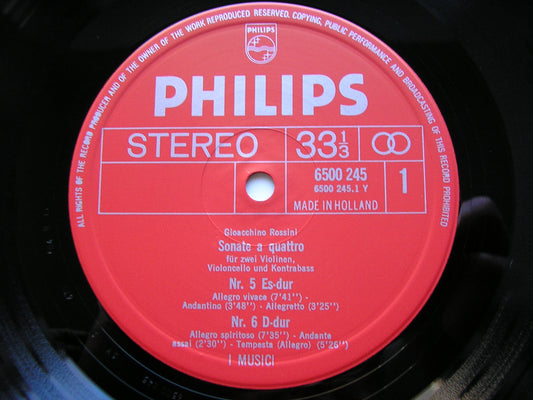 ALL RIGHTS OF THE RECORD PRODUCER AND OF THE OWNER OF THE WORK REPRODUCED RESERVED. COPYING, PUBLIC PERFORMANCE AND BROADCASTING OF THIS RECORD PROHIBITED
PHILIPS
PHILIPS
STEREO 33 1/3
6500 245
6500 245.1 Y
1
MADE IN HOLLAND
Gioacchino Rossini
Sonate a quattro
für zwei Violinen,
Violoncello und Kontrabass
Nr. 5 Es-dur
Allegro vivace (7'41'') -
Andantino (3'48'') - Allegretto (3'25'')
Nr. 6 D-dur
Allegro spiritoso (7'35'') - Andante
assai (2'30'') - Tempesta (Allegro) (5'26'')
I MUSICI